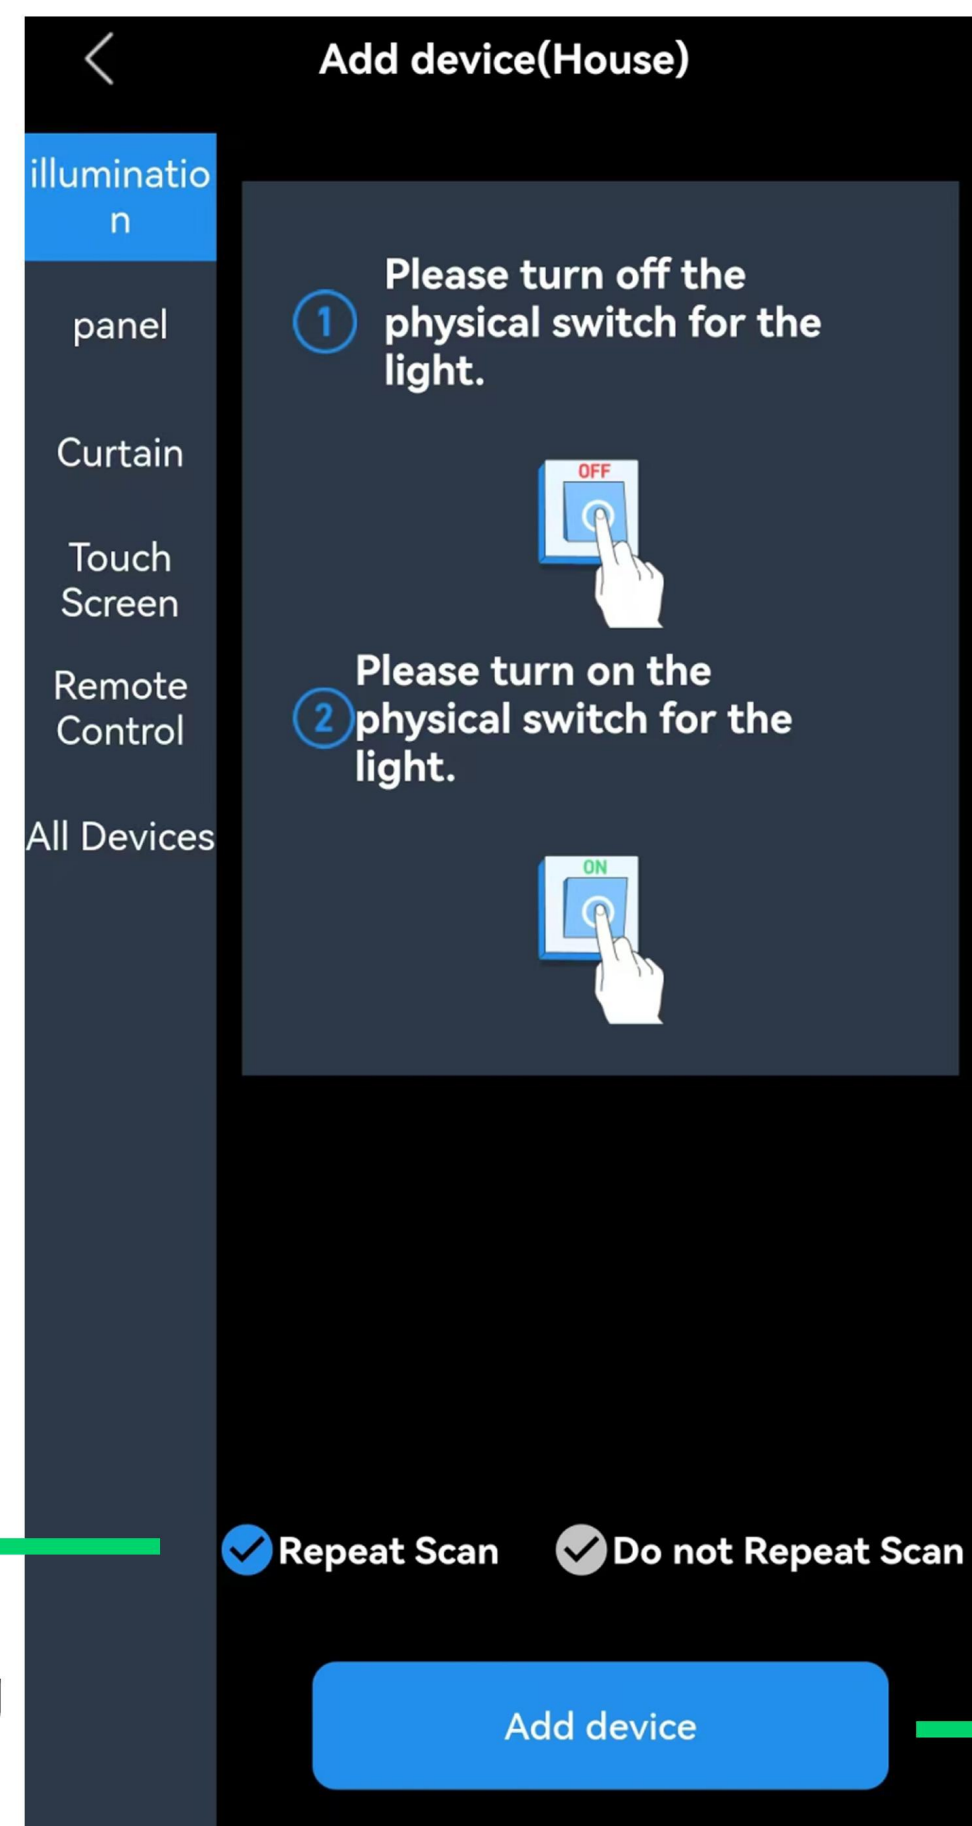 Add device(House)
illuminatio
n
panel
Curtain
Touch
Screen
Remote
Control
All Devices
1
Please turn off the
physical switch for the
light.
OFF
2
Please turn on the
physical switch for the
light.
ON
Repeat Scan
Do not Repeat Scan
Add device